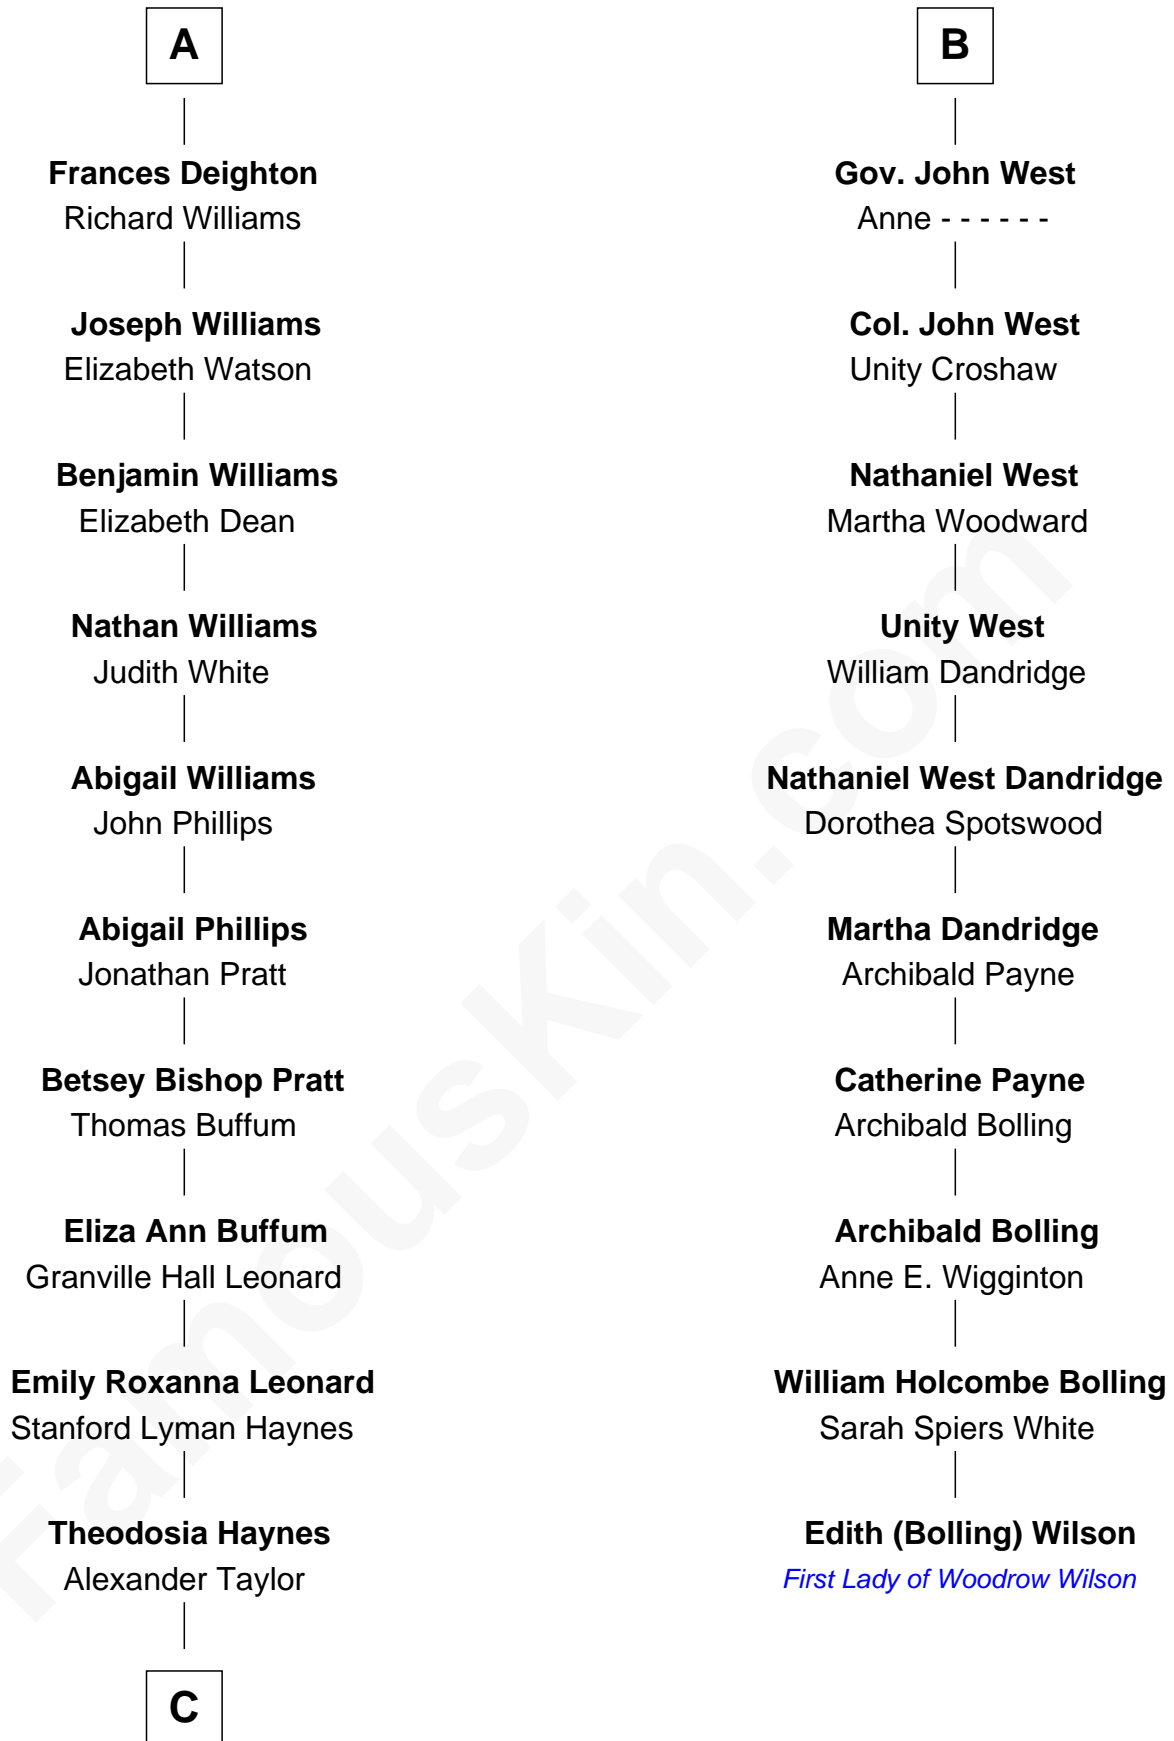 A
Frances Deighton
Richard Williams
Joseph Williams
Elizabeth Watson
Benjamin Williams
Elizabeth Dean
Nathan Williams
Judith White
Abigail Williams
John Phillips
Abigail Phillips
Jonathan Pratt
Betsey Bishop Pratt
Thomas Buffum
Eliza Ann Buffum
Granville Hall Leonard
Emily Roxanna Leonard
Stanford Lyman Haynes
Theodosia Haynes
Alexander Taylor
C
B
Gov. John West
Anne - - - - - -
Col. John West
Unity Croshaw
Nathaniel West
Martha Woodward
Unity West
William Dandridge
Nathaniel West Dandridge
Dorothea Spotswood
Martha Dandridge
Archibald Payne
Catherine Payne
Archibald Bolling
Archibald Bolling
Anne E. Wigginton
William Holcombe Bolling
Sarah Spiers White
Edith (Bolling) Wilson
First Lady of Woodrow Wilson
FamousKin.com